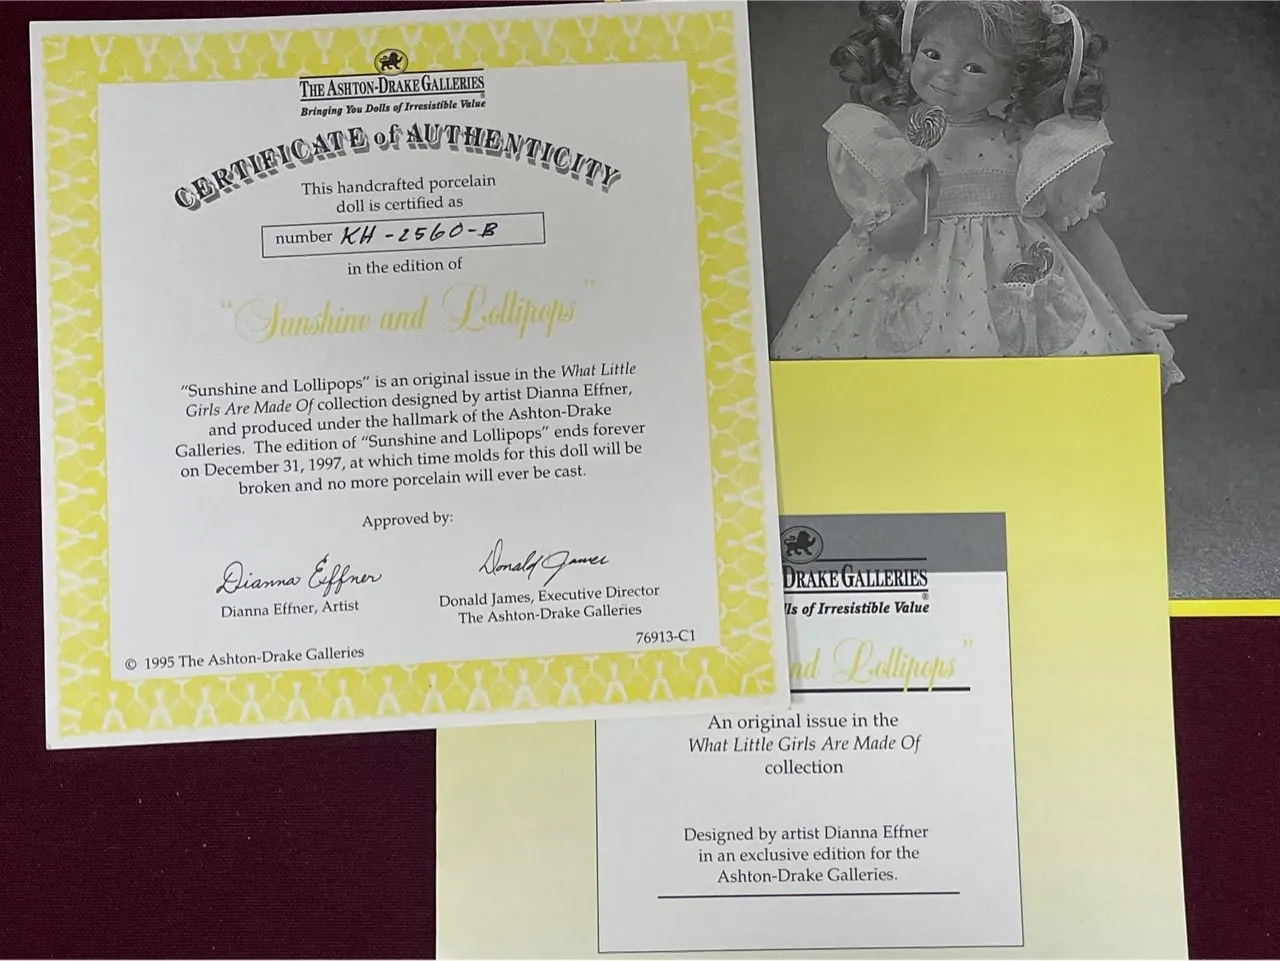 THE ASHTON-DRAKE GALLERIES
Bringing You Dolls of Irresistible Value
CERTIFICATE of AUTHENTICITY
This handcrafted porcelain
doll is certified as
number KH-2560-B
in the edition of
"Sunshine and Lollipops"
"Sunshine and Lollipops" is an original issue in the What Little
Girls Are Made Of collection designed by artist Dianna Effner,
and produced under the hallmark of the Ashton-Drake
Galleries. The edition of "Sunshine and Lollipops" ends forever
on December 31, 1997, at which time molds for this doll will be
broken and no more porcelain will ever be cast.
Approved by:
Dianna Effner
Donald James
Dianna Effner, Artist
Donald James, Executive Director
The Ashton-Drake Galleries
76913-C1
© 1995 The Ashton-Drake Galleries
DRAKE GALLERIES
®
lls of Irresistible Value
nd Lollipops"
An original issue in the
What Little Girls Are Made Of
collection
Designed by artist Dianna Effner
in an exclusive edition for the
Ashton-Drake Galleries.